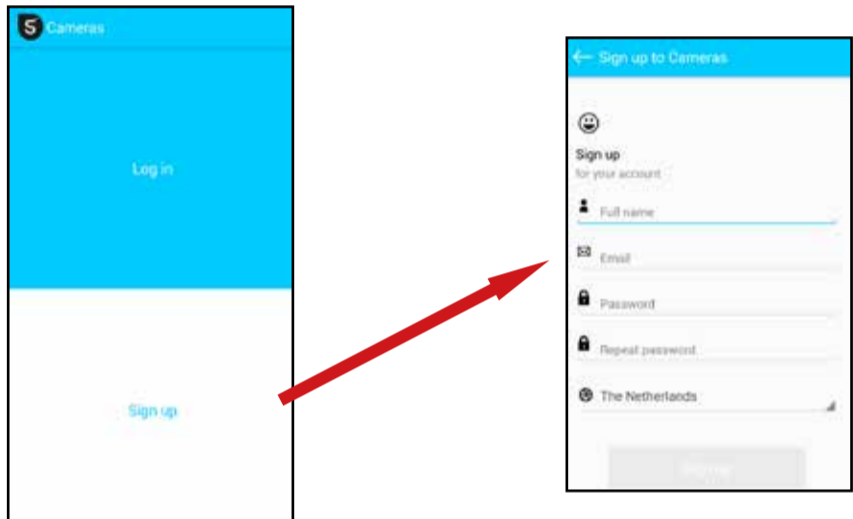 5 Cameras
Log in
Sign up
Sign up to Cameras
Sign up
for your account
Full name
Email
Password
Repeat password
The Netherlands